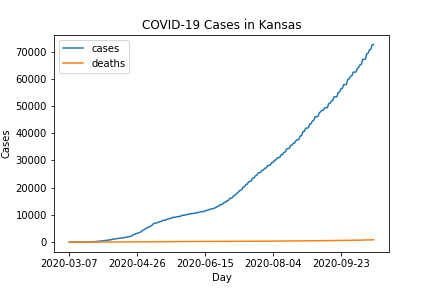 COVID-19 Cases in Kansas
cases
deaths
70000
60000
50000
40000
30000
20000
10000
0
Cases
2020-03-07 2020-04-26 2020-06-15 2020-08-04 2020-09-23
Day